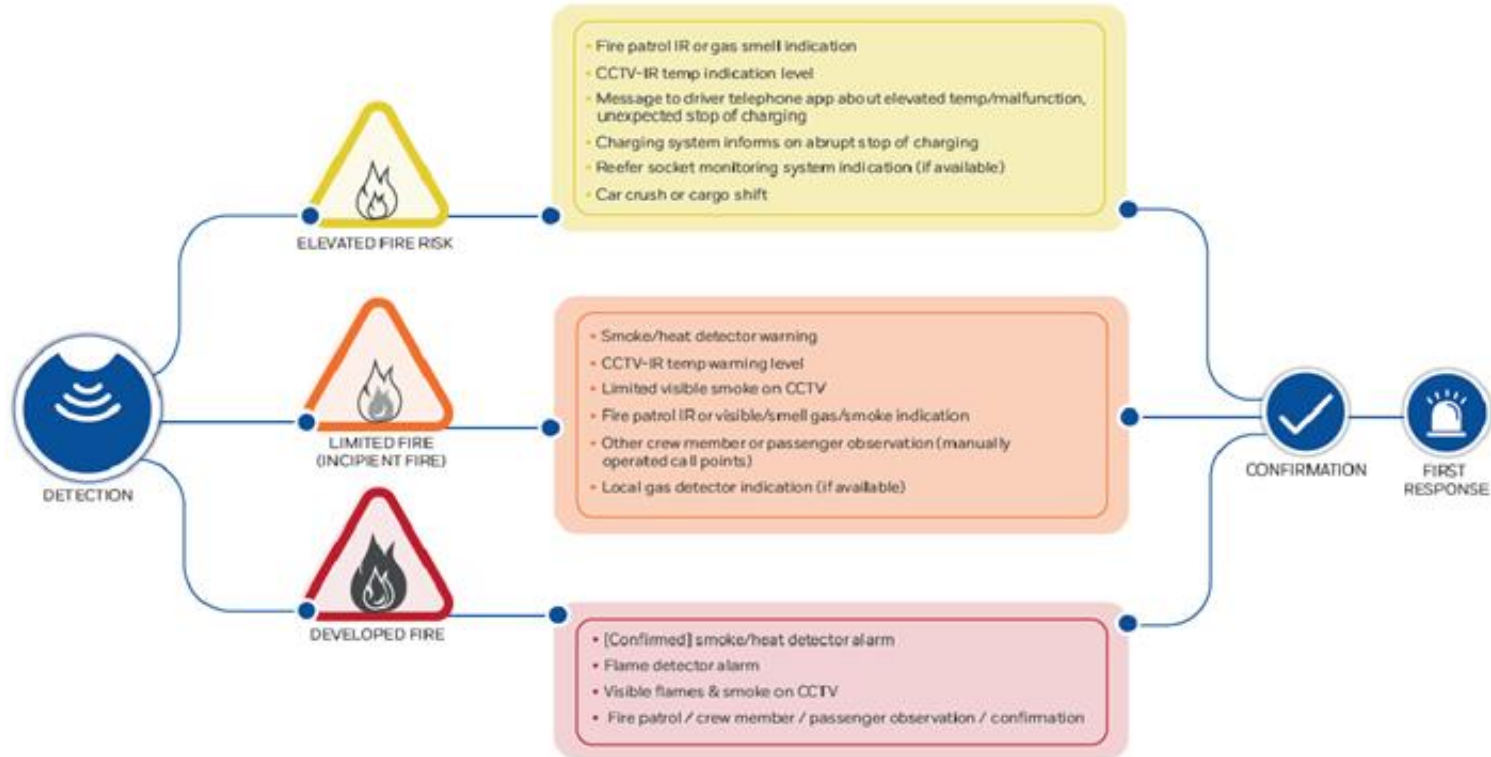 • Fire patrol IR or gas smell indication
• CCTV-IR temp indication level
• Message to driver telephone app about elevated temp/malfunction,
unexpected stop of charging
• Charging system informs on abrupt stop of charging
• Reefer socket monitoring system indication (if available)
• Car crush or cargo shift
ELEVATED FIRE RISK
• Smoke/heat detector warning
• CCTV-IR temp warning level
• Limited visible smoke on CCTV
• Fire patrol IR or visible/smell gas/smoke indication
• Other crew member or passenger observation (manually
operated call points)
• Local gas detector indication (if available)
LIMITED FIRE
(INCIPIENT FIRE)
DETECTION
CONFIRMATION
FIRST
RESPONSE
DEVELOPED FIRE
• [Confirmed] smoke/heat detector alarm
• Flame detector alarm
• Visible flames & smoke on CCTV
• Fire patrol / crew member / passenger observation / confirmation